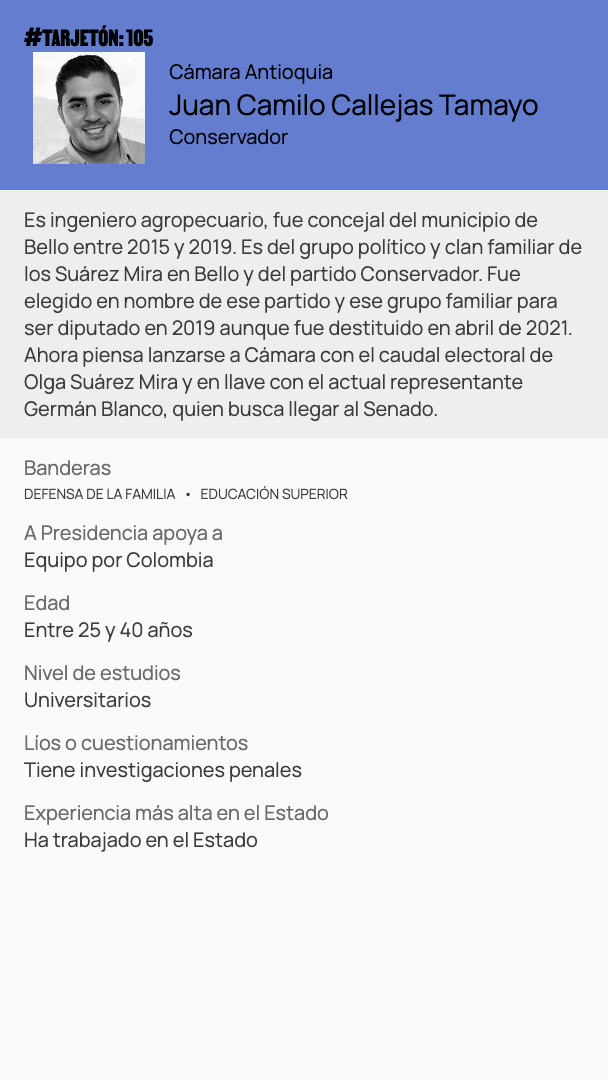 #TARJETÓN: 105
Cámara Antioquia
Juan Camilo Callejas Tamayo
Conservador
Es ingeniero agropecuario, fue concejal del municipio de
Bello entre 2015 y 2019. Es del grupo político y clan familiar de
los Suárez Mira en Bello y del partido Conservador. Fue
elegido en nombre de ese partido y ese grupo familiar para
ser diputado en 2019 aunque fue destituido en abril de 2021.
Ahora piensa lanzarse a Cámara con el caudal electoral de
Olga Suárez Mira y en llave con el actual representante
Germán Blanco, quien busca llegar al Senado.
Banderas
DEFENSA DE LA FAMILIA • EDUCACIÓN SUPERIOR
A Presidencia apoya a
Equipo por Colombia
Edad
Entre 25 y 40 años
Nivel de estudios
Universitarios
Líos o cuestionamientos
Tiene investigaciones penales
Experiencia más alta en el Estado
Ha trabajado en el Estado